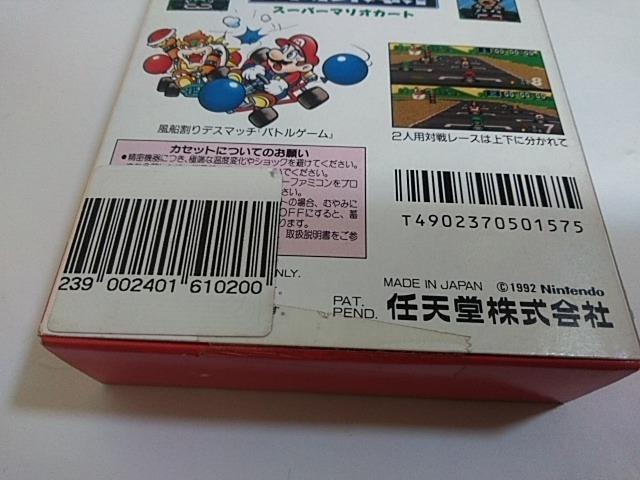 スーパーマリオカート
風船割りデスマッチ「バトルゲーム」
2人用対戦レースは上下に分かれて
カセットについてのお願い
●精密機器につき、極端な温度変化やショックを避けてください。
いでください。
ーファミコンをプロ
さい。
トの場合、むやみに
OFFにすると、蓄
ります。
取扱説明書をご参
T4902370501575
239 002401 610200
ONLY.
MADE IN JAPAN
©1992 Nintendo
PAT.
PEND.
任天堂株式会社